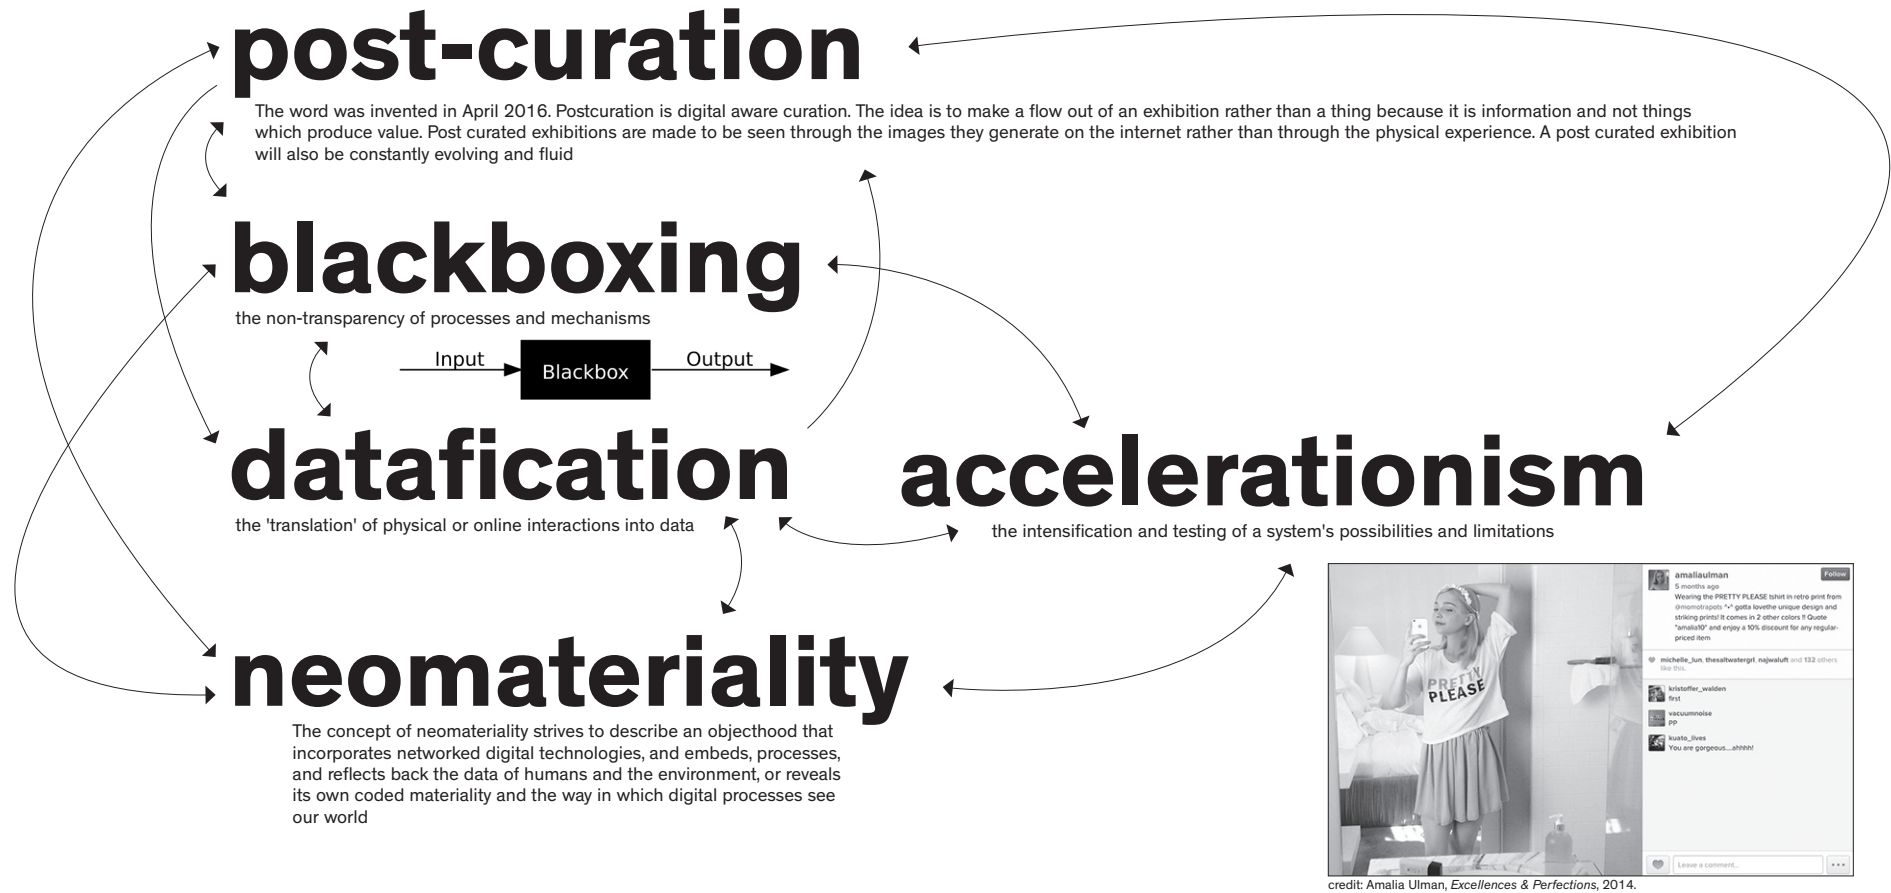 post-curation
The word was invented in April 2016. Postcuration is digital aware curation. The idea is to make a flow out of an exhibition rather than a thing because it is information and not things
which produce value. Post curated exhibitions are made to be seen through the images they generate on the internet rather than through the physical experience. A post curated exhibition
will also be constantly evolving and fluid
blackboxing
the non-transparency of processes and mechanisms
Input
Blackbox
Output
datafication
the 'translation' of physical or online interactions into data
accelerationism
the intensification and testing of a system's possibilities and limitations
neomateriality
The concept of neomateriality strives to describe an objecthood that
incorporates networked digital technologies, and embeds, processes,
and reflects back the data of humans and the environment, or reveals
its own coded materiality and the way in which digital processes see
our world
PRETTY
PLEASE
amaliaulman
Follow
5 months ago
Wearing the PRETTY PLEASE tshirt in retro print from
@momotrapots ^•^ gotta lovethe unique design and
striking prints! It comes in 2 other colors !! Quote
"amalia10" and enjoy a 10% discount for any regular-
priced item
michelle_lun, thesaltwatergrl, najwaluft and 132 others
like this.
kristoffer_walden
first
vacuumnoise
PP
kuato_lives
You are gorgeous...ahhhh!
Leave a comment...
credit: Amalia Ulman, Excellences & Perfections, 2014.